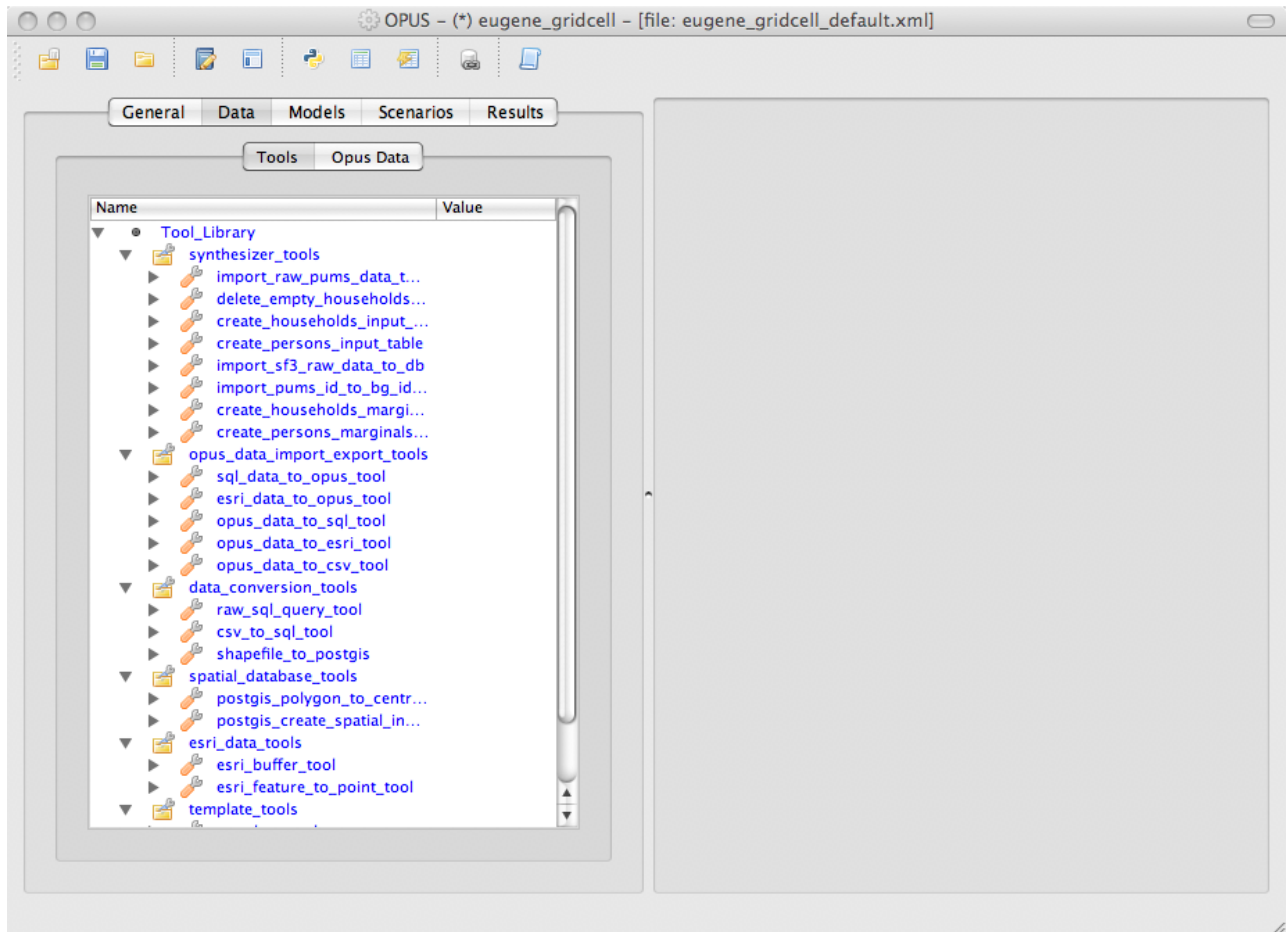 OPUS – (*) eugene_gridcell – [file: eugene_gridcell_default.xml]
General Data Models Scenarios Results
Tools Opus Data
Name Value
Tool_Library
synthesizer_tools
import_raw_pums_data_t...
delete_empty_households...
create_households_input_...
create_persons_input_table
import_sf3_raw_data_to_db
import_pums_id_to_bg_id...
create_households_margi...
create_persons_marginals...
opus_data_import_export_tools
sql_data_to_opus_tool
esri_data_to_opus_tool
opus_data_to_sql_tool
opus_data_to_esri_tool
opus_data_to_csv_tool
data_conversion_tools
raw_sql_query_tool
csv_to_sql_tool
shapefile_to_postgis
spatial_database_tools
postgis_polygon_to_centr...
postgis_create_spatial_in...
esri_data_tools
esri_buffer_tool
esri_feature_to_point_tool
template_tools